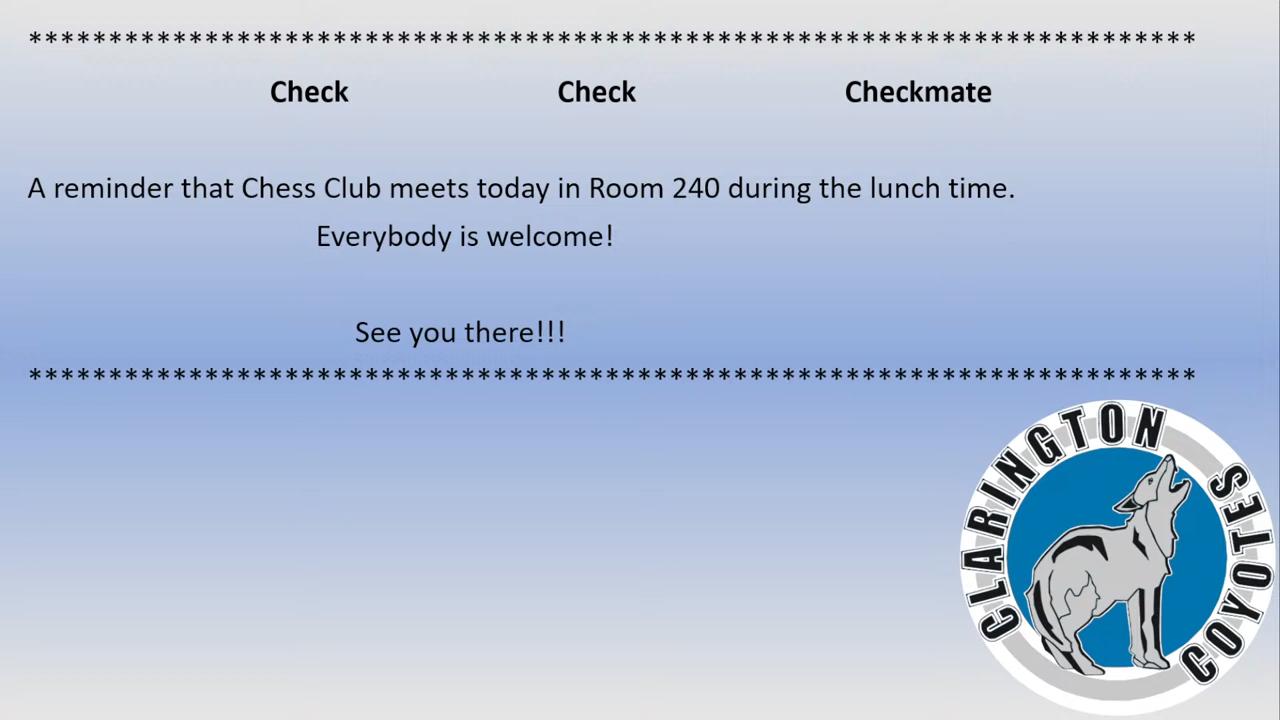 *************************************************************************
Check Check Checkmate
A reminder that Chess Club meets today in Room 240 during the lunch time.
Everybody is welcome!
See you there!!!
*************************************************************************
CLARINGTON
COYOTES